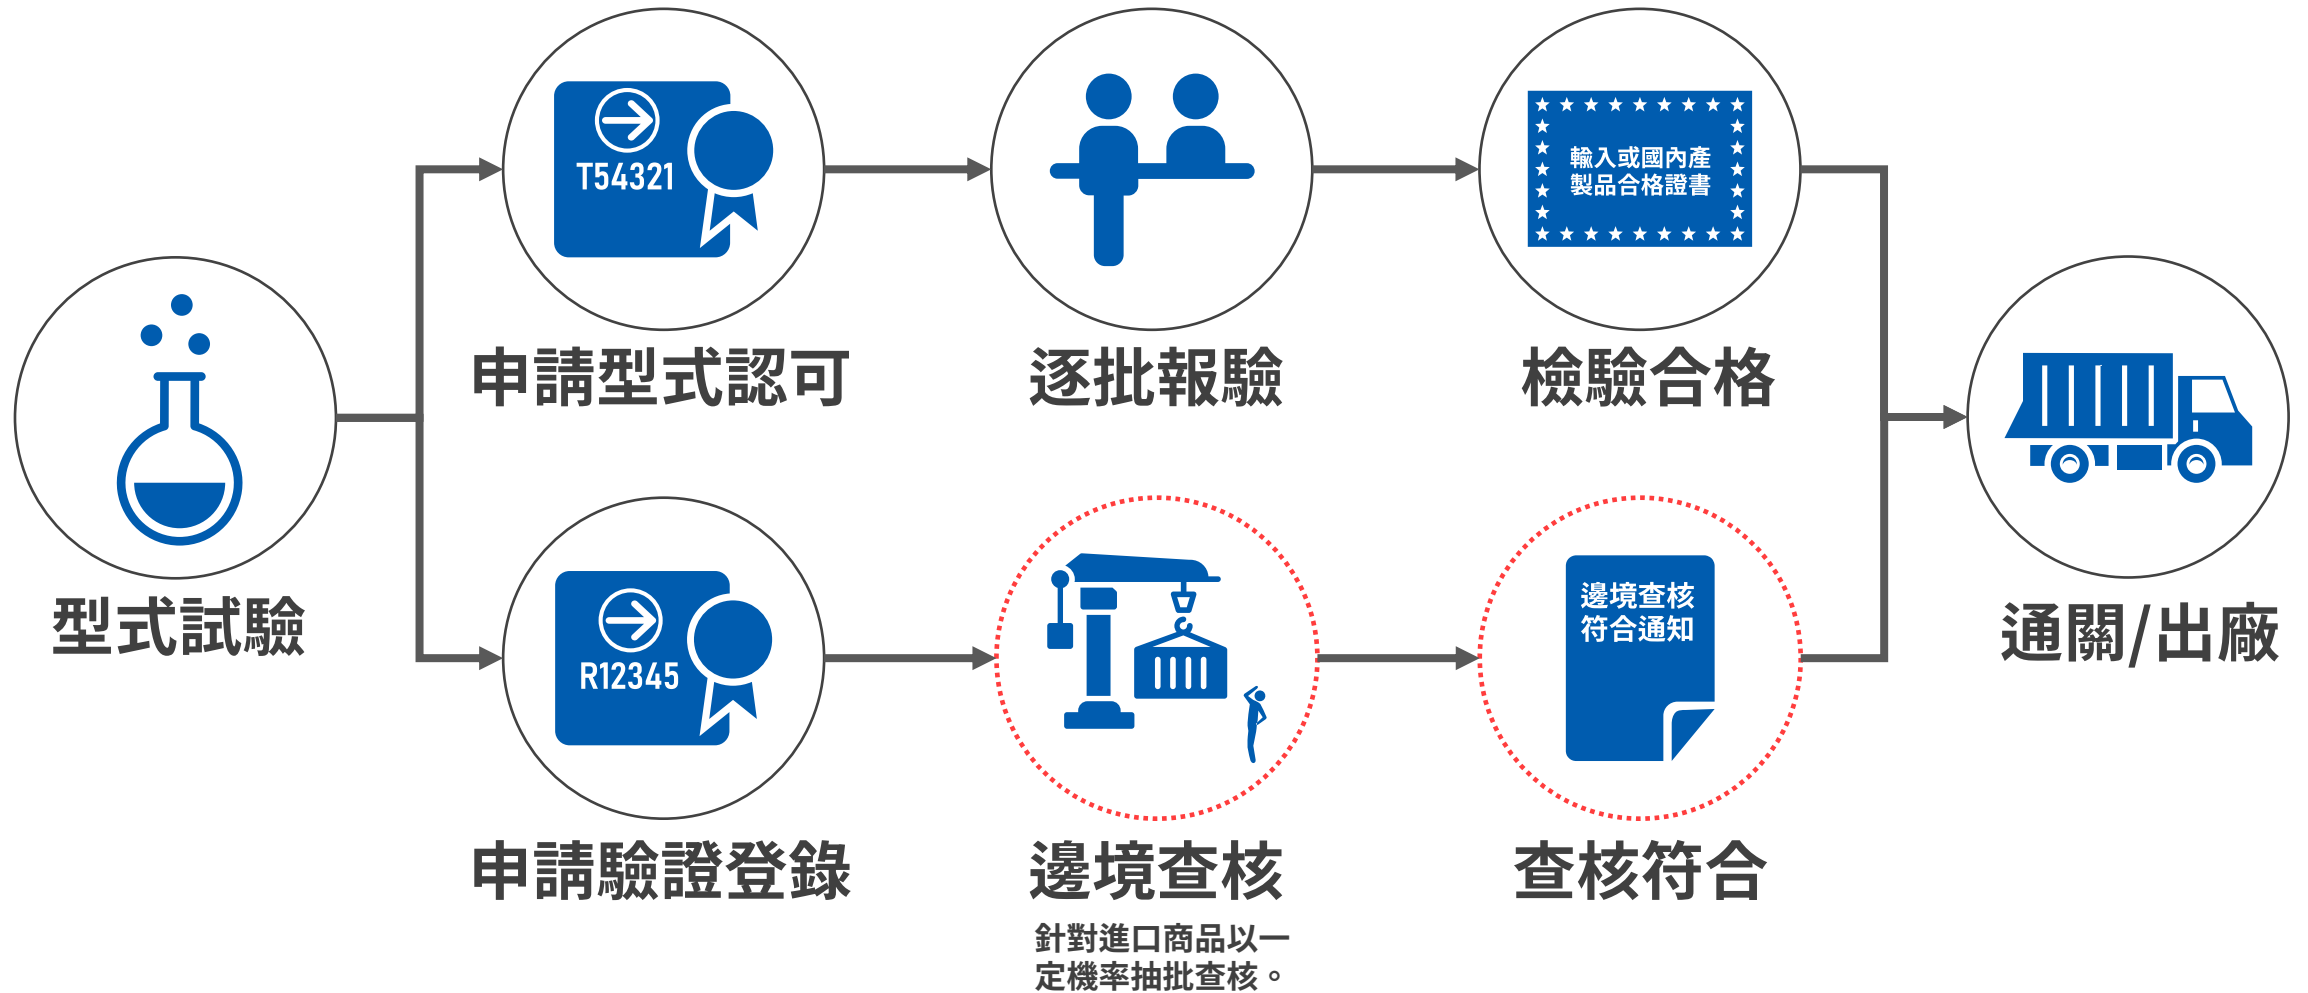 T54321
輸入或國內產
製品合格證書
申請型式認可
逐批報驗
檢驗合格
型式試驗
通關/出廠
R12345
邊境查核
符合通知
申請驗證登錄
邊境查核
查核符合
針對進口商品以一
定機率抽批查核。